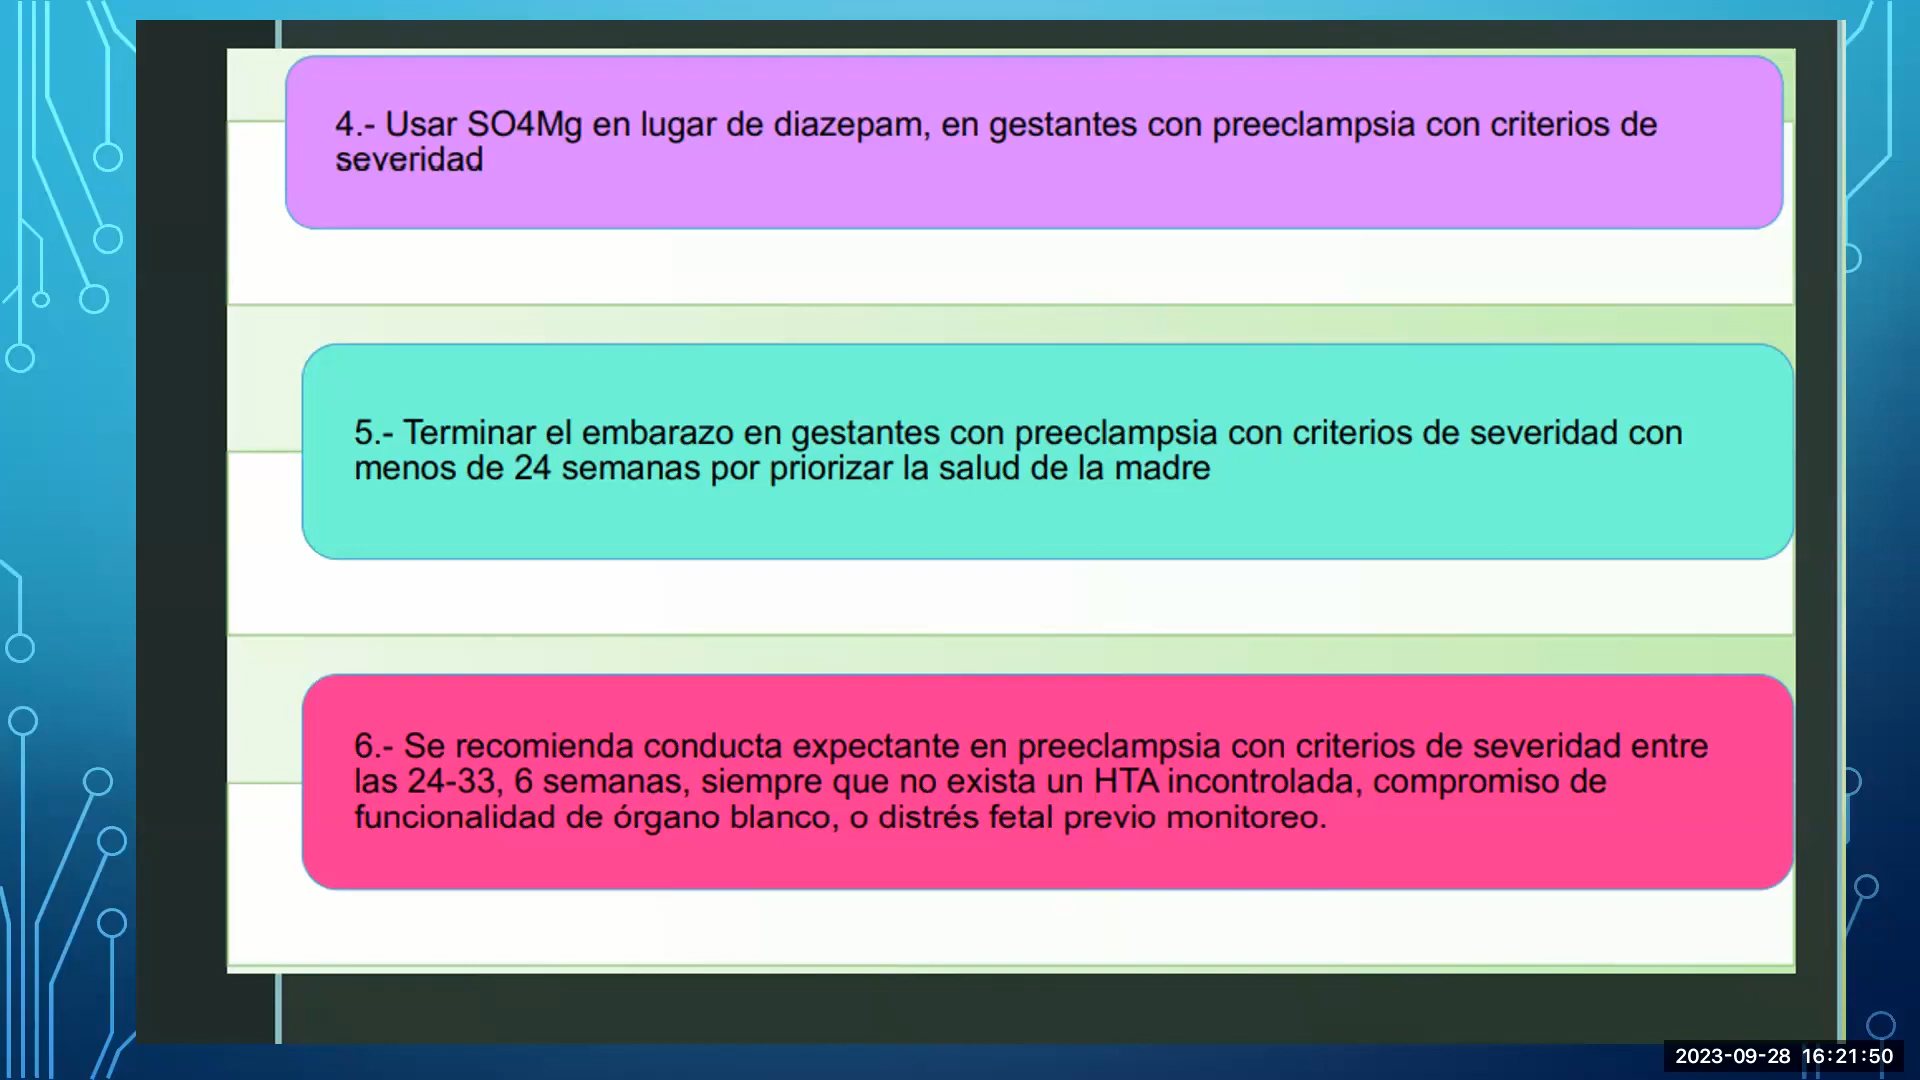 4.- Usar SO4Mg en lugar de diazepam, en gestantes con preeclampsia con criterios de
severidad
5.- Terminar el embarazo en gestantes con preeclampsia con criterios de severidad con
menos de 24 semanas por priorizar la salud de la madre
6.- Se recomienda conducta expectante en preeclampsia con criterios de severidad entre
las 24-33, 6 semanas, siempre que no exista un HTA incontrolada, compromiso de
funcionalidad de órgano blanco, o distrés fetal previo monitoreo.
2023-09-28 16:21:50